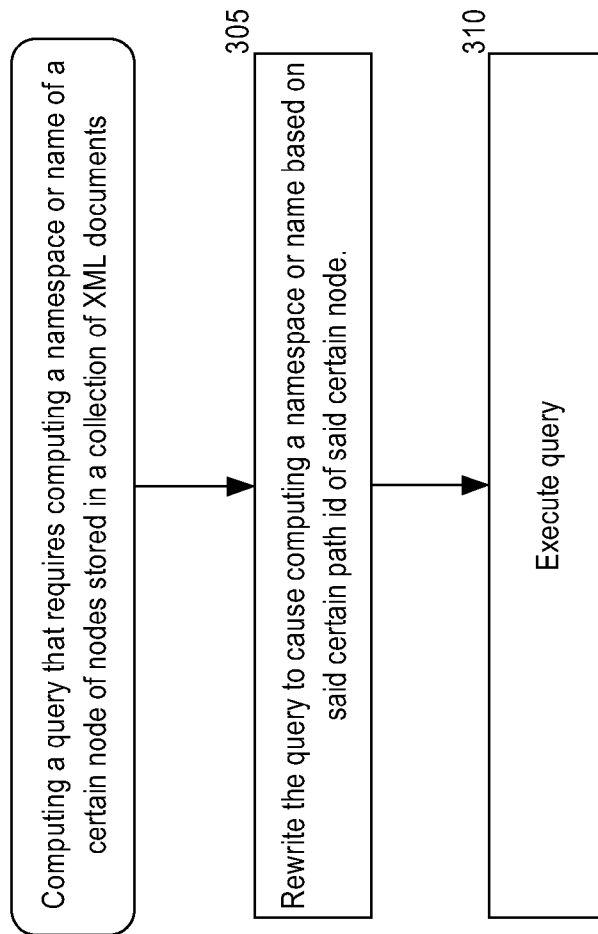 Computing a query that requires computing a namespace or name of a
certain node of nodes stored in a collection of XML documents
305
Rewrite the query to cause computing a namespace or name based on
said certain path id of said certain node.
310
Execute query